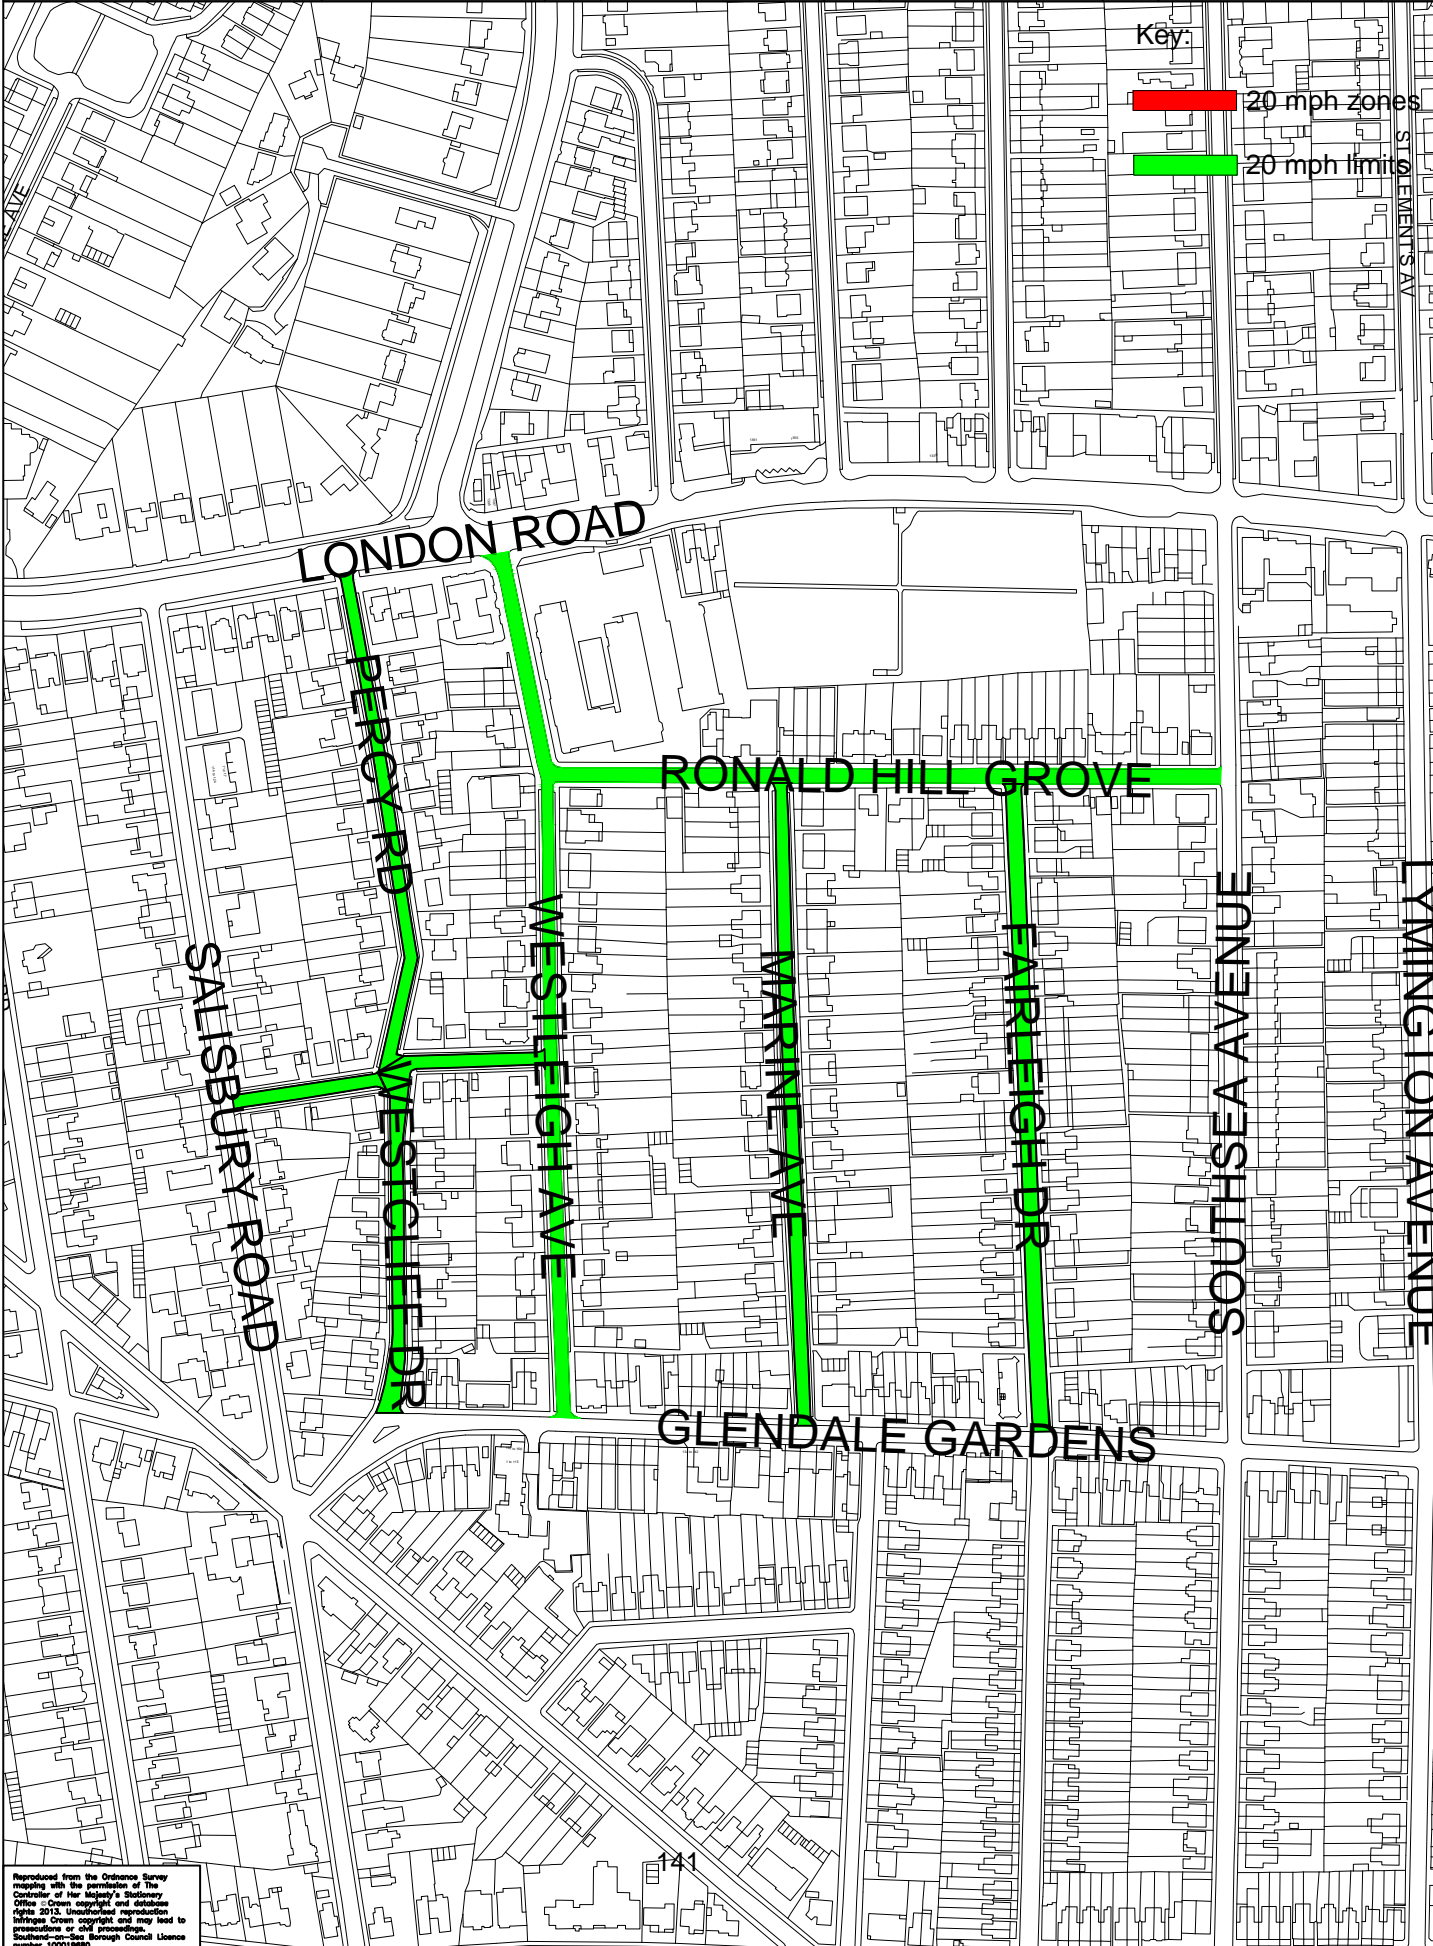 Key:
20 mph zones
20 mph limits
LONDON ROAD
PERCY RD
RONALD HILL GROVE
SALISBURY ROAD
WESTCLIFF DR
WESTLEIGH AVE
MARINE AVE
FAIRLEIGH DR
SOUTHSEA AVENUE
LYMINGTON AVENUE
GLENDALE GARDENS
141
Reproduced from the Ordnance Survey
mapping with the permission of The
Controller of Her Majesty's Stationery
Office © Crown copyright and database
rights 2013. Unauthorised reproduction
infringes Crown copyright and may lead to
prosecutions or civil proceedings.
Southend-on-Sea Borough Council Licence
number 100019680